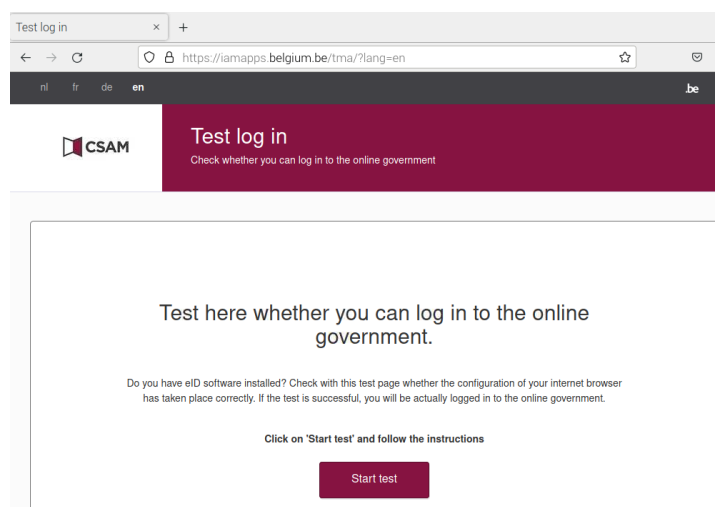 Test log in × +
https://iamapps.belgium.be/tma/?lang=en
nl fr de en .be
CSAM
Test log in
Check whether you can log in to the online government
Test here whether you can log in to the online
government.
Do you have eID software installed? Check with this test page whether the configuration of your internet browser
has taken place correctly. If the test is successful, you will be actually logged in to the online government.
Click on 'Start test' and follow the instructions
Start test